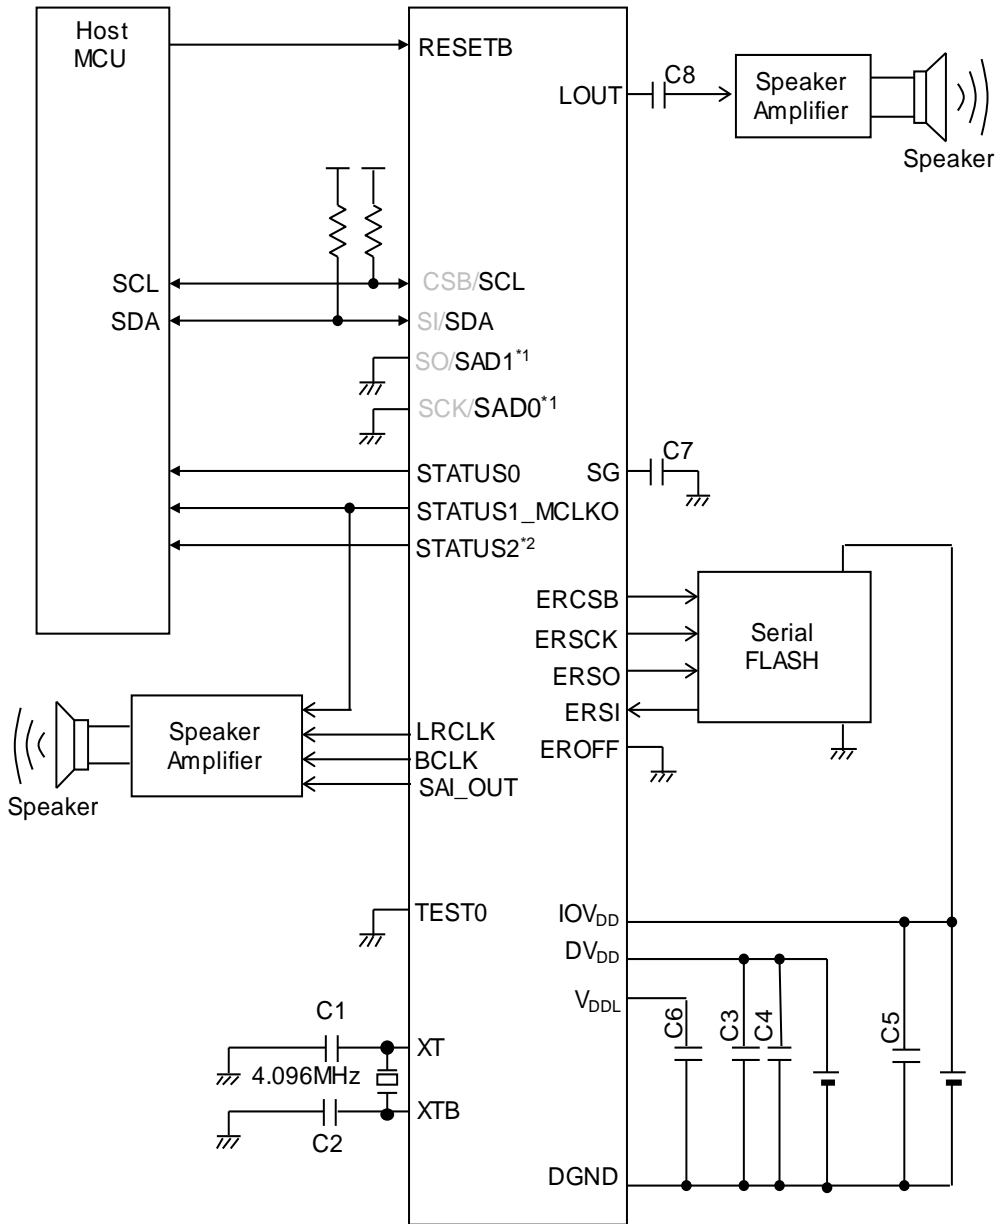 Host
MCU
RESETB
LOUT
C8
Speaker
Amplifier
Speaker
SCL
CSB/SCL
SDA
SI/SDA
SO/SAD1*1
SCK/SAD0*1
STATUS0
SG
C7
STATUS1_MCLKO
STATUS2*2
ERCSB
ERSCK
ERSO
ERSI
EROFF
Serial
FLASH
Speaker
Amplifier
Speaker
LRCLK
BCLK
SAI_OUT
TEST0
IOVDD
DVDD
VDDL
C6
C3
C4
C5
C1
XT
4.096MHz
XTB
C2
DGND